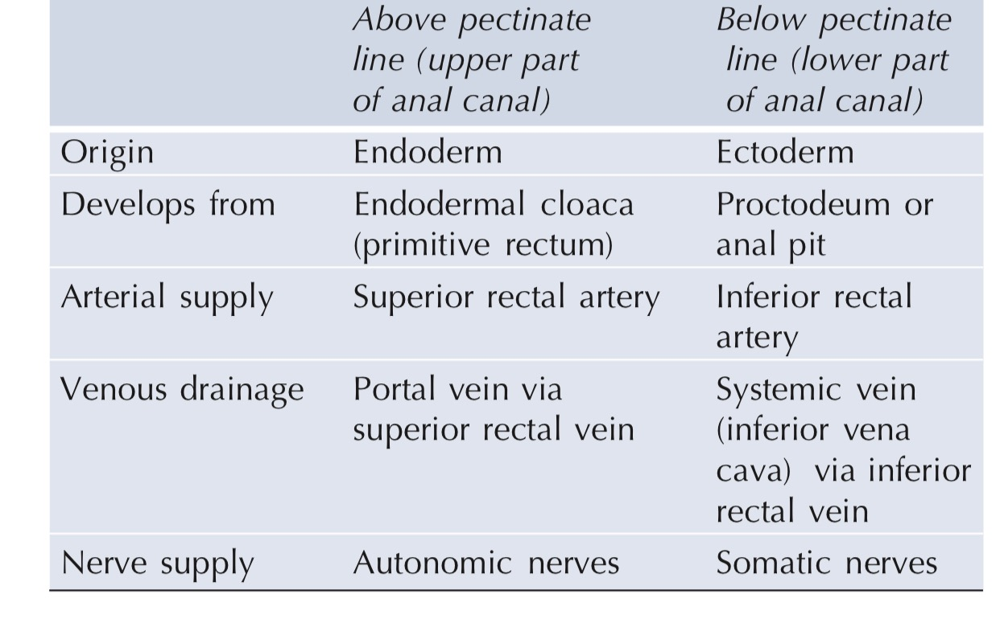 Above pectinate line (upper part of anal canal)
Below pectinate line (lower part of anal canal)
Origin
Endoderm
Ectoderm
Develops from
Endodermal cloaca (primitive rectum)
Proctodeum or anal pit
Arterial supply
Superior rectal artery
Inferior rectal artery
Venous drainage
Portal vein via superior rectal vein
Systemic vein (inferior vena cava) via inferior rectal vein
Nerve supply
Autonomic nerves
Somatic nerves